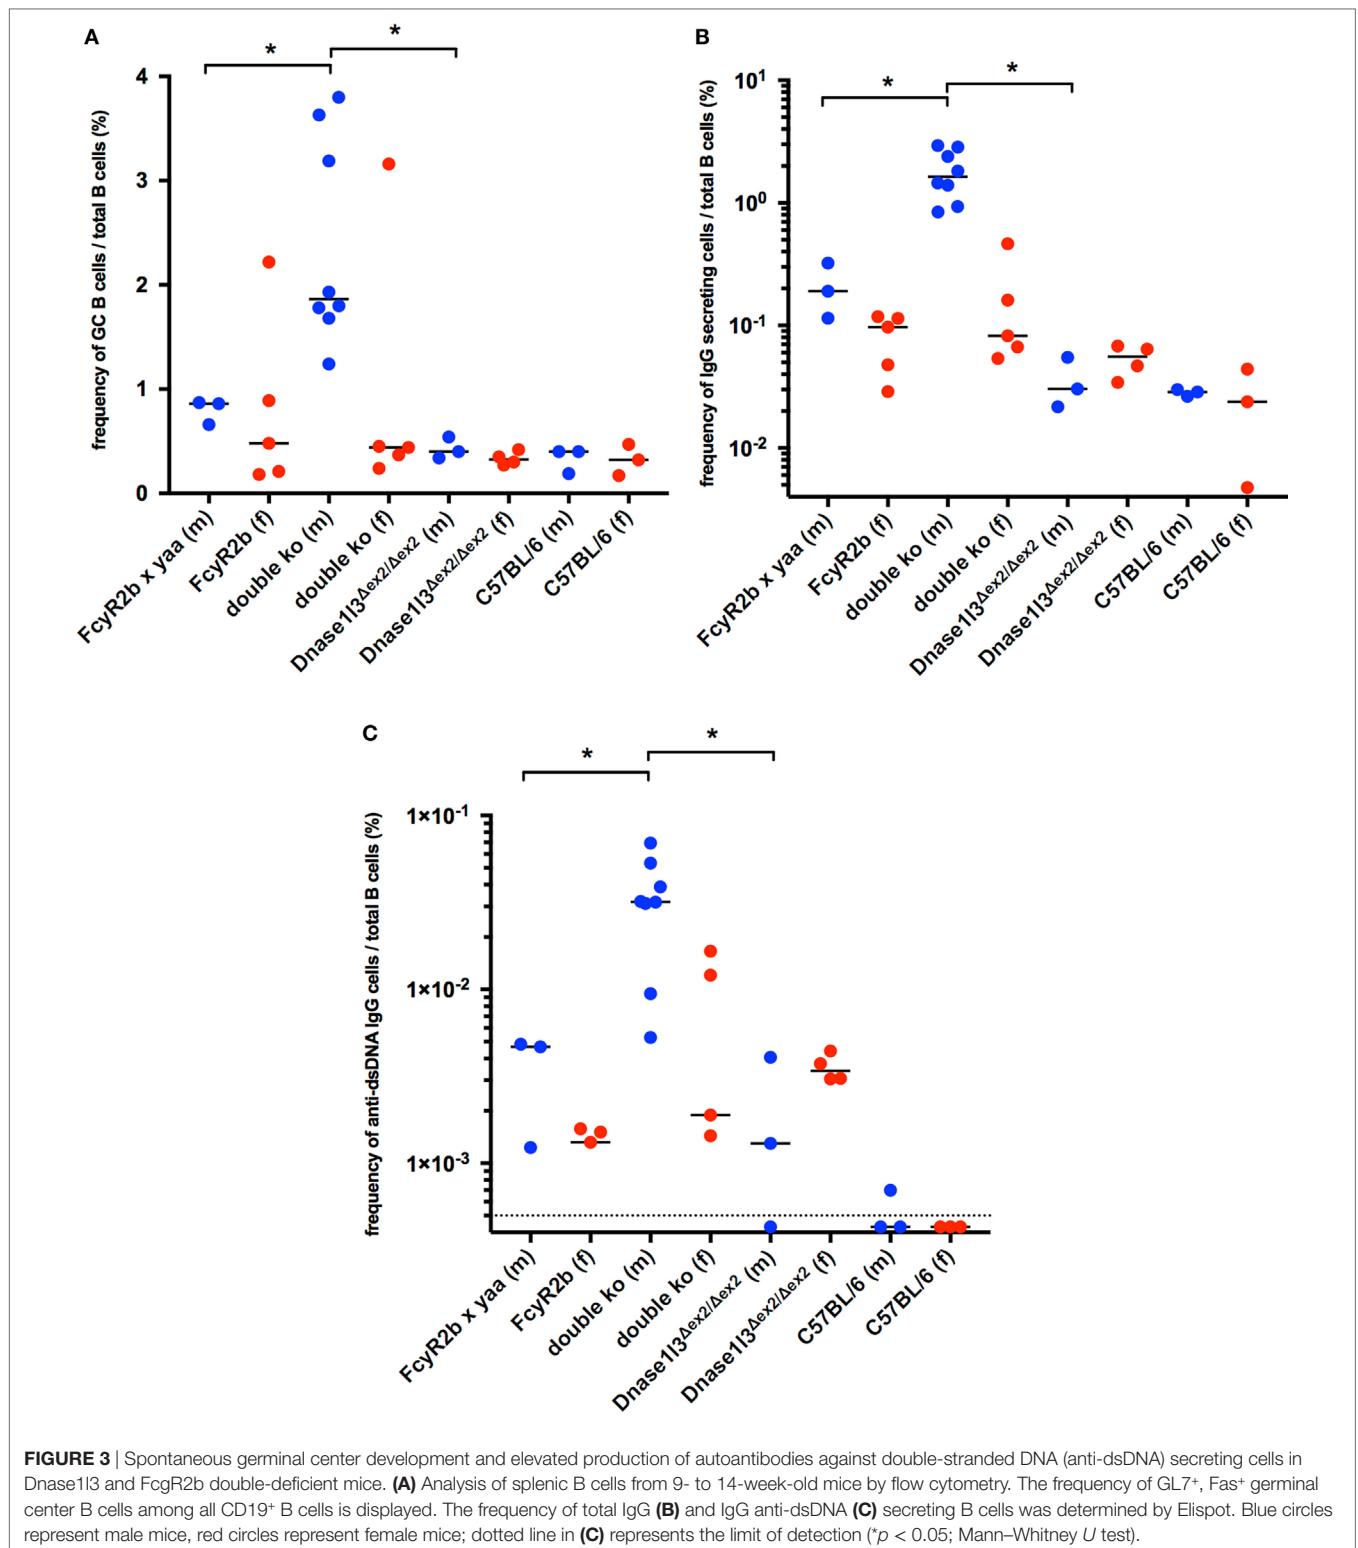 A
*
*
frequency of GC B cells / total B cells (%)
4
3
2
1
0
FcyR2b x yaa (m)
FcyR2b (f)
double ko (m)
double ko (f)
Dnase1l3Δex2/Δex2 (m)
Dnase1l3Δex2/Δex2 (f)
C57BL/6 (m)
C57BL/6 (f)
B
*
*
frequency of IgG secreting cells / total B cells (%)
10¹
10⁰
10⁻¹
10⁻²
FcyR2b x yaa (m)
FcyR2b (f)
double ko (m)
double ko (f)
Dnase1l3Δex2/Δex2 (m)
Dnase1l3Δex2/Δex2 (f)
C57BL/6 (m)
C57BL/6 (f)
C
*
*
frequency of anti-dsDNA IgG cells / total B cells (%)
1×10⁻¹
1×10⁻²
1×10⁻³
FcyR2b x yaa (m)
FcyR2b (f)
double ko (m)
double ko (f)
Dnase1l3Δex2/Δex2 (m)
Dnase1l3Δex2/Δex2 (f)
C57BL/6 (m)
C57BL/6 (f)
FIGURE 3 | Spontaneous germinal center development and elevated production of autoantibodies against double-stranded DNA (anti-dsDNA) secreting cells in
Dnase1l3 and FcgR2b double-deficient mice. (A) Analysis of splenic B cells from 9- to 14-week-old mice by flow cytometry. The frequency of GL7⁺, Fas⁺ germinal
center B cells among all CD19⁺ B cells is displayed. The frequency of total IgG (B) and IgG anti-dsDNA (C) secreting B cells was determined by Elispot. Blue circles
represent male mice, red circles represent female mice; dotted line in (C) represents the limit of detection (*p < 0.05; Mann–Whitney U test).